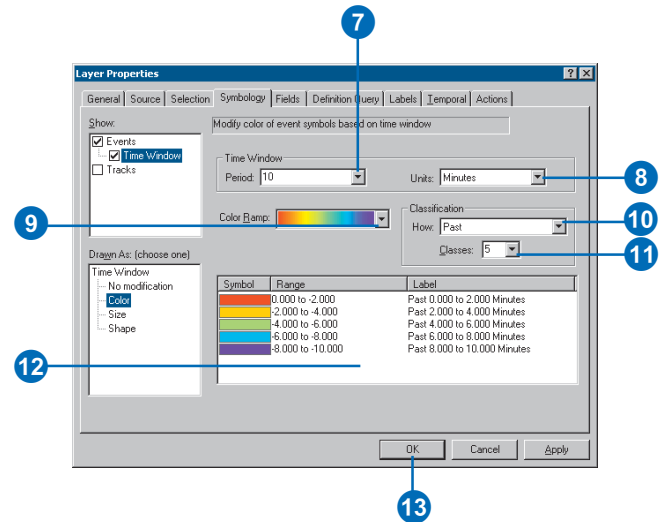 7
Layer Properties
General Source Selection Symbology Fields Definition Query Labels Temporal Actions
Show:
Modify color of event symbols based on time window
Events
Time Window
Tracks
Time Window
Period: 10
Units: Minutes
8
9
Color Ramp:
Classification
How: Past
10
Classes: 5
11
Drawn As: (choose one)
Time Window
No modification
Color
Size
Shape
Symbol Range Label
0.000 to -2.000 Past 0.000 to 2.000 Minutes
-2.000 to -4.000 Past 2.000 to 4.000 Minutes
-4.000 to -6.000 Past 4.000 to 6.000 Minutes
-6.000 to -8.000 Past 6.000 to 8.000 Minutes
-8.000 to -10.000 Past 8.000 to 10.000 Minutes
12
OK Cancel Apply
13